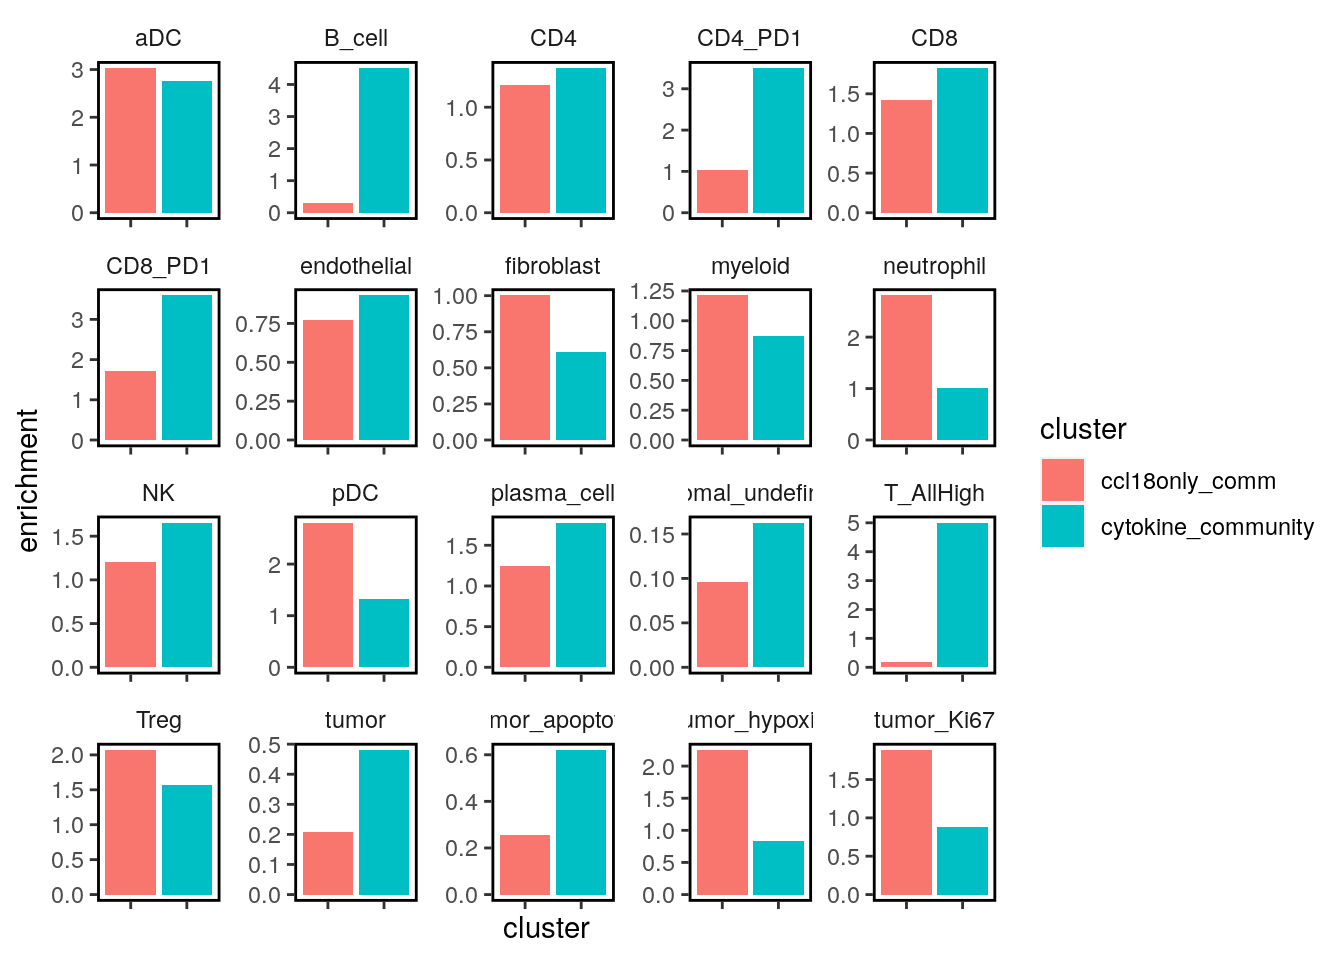 aDC B_cell CD4 CD4_PD1 CD8
3 2 1 0
4 3 2 1 0
1.0 0.5 0.0
3 2 1 0
1.5 1.0 0.5 0.0
CD8_PD1 endothelial fibroblast myeloid neutrophil
3 2 1 0
0.75 0.50 0.25 0.00
1.00 0.75 0.50 0.25 0.00
1.25 1.00 0.75 0.50 0.25 0.00
2 1 0
NK pDC plasma_cell omal_undefin T_AllHigh
1.5 1.0 0.5 0.0
2 1 0
1.5 1.0 0.5 0.0
0.15 0.10 0.05 0.00
5 4 3 2 1 0
Treg tumor mor_apopto umor_hypoxi tumor_Ki67
2.0 1.5 1.0 0.5 0.0
0.5 0.4 0.3 0.2 0.1 0.0
0.6 0.4 0.2 0.0
2.0 1.5 1.0 0.5 0.0
1.5 1.0 0.5 0.0
enrichment
cluster
cluster
ccl18only_comm
cytokine_community